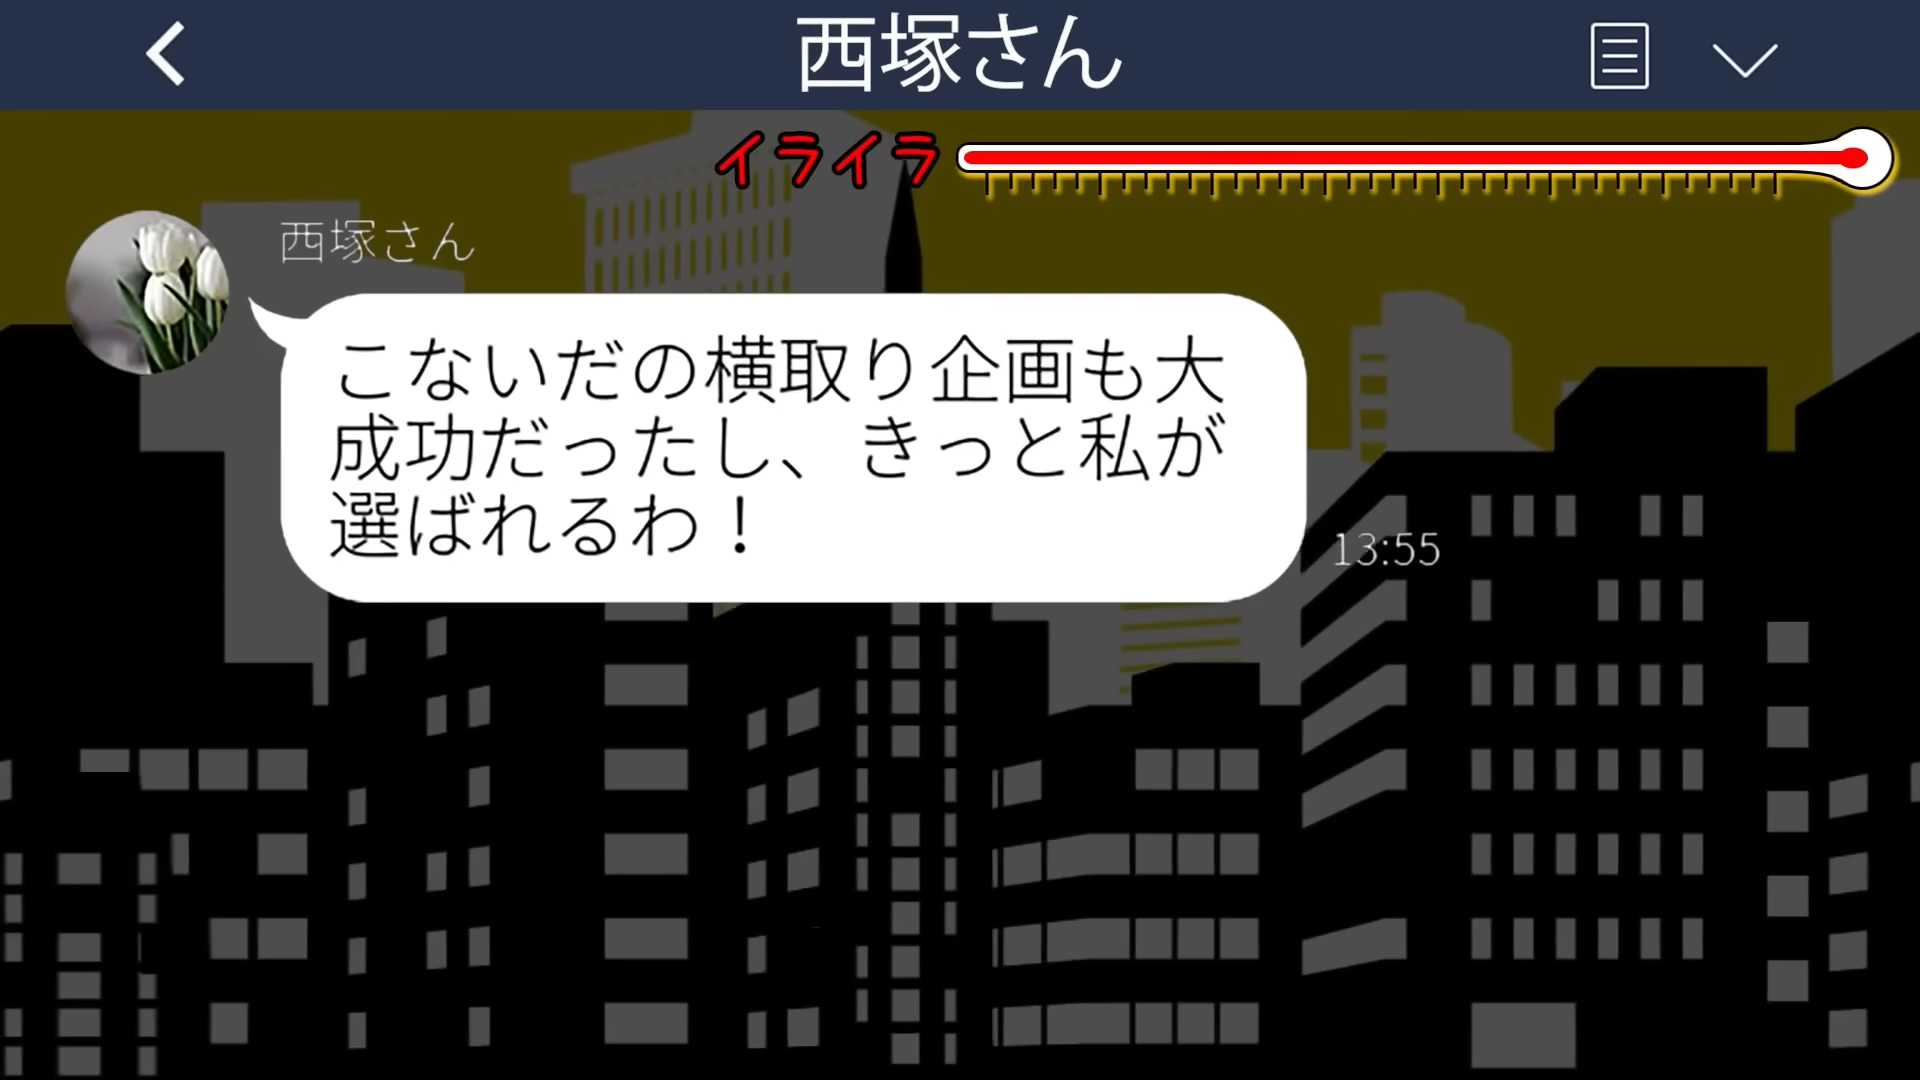 西塚さん
イライラ
西塚さん
こないだの横取り企画も大
成功だったし、きっと私が
選ばれるわ！
13:55